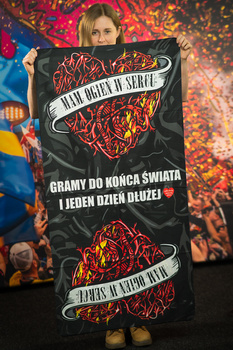 MAM OGIEŃ W SERCU
GRAMY DO KOŃCA ŚWIATA
I JEDEN DZIEŃ DŁUŻEJ
MAM OGIEŃ W SERCU